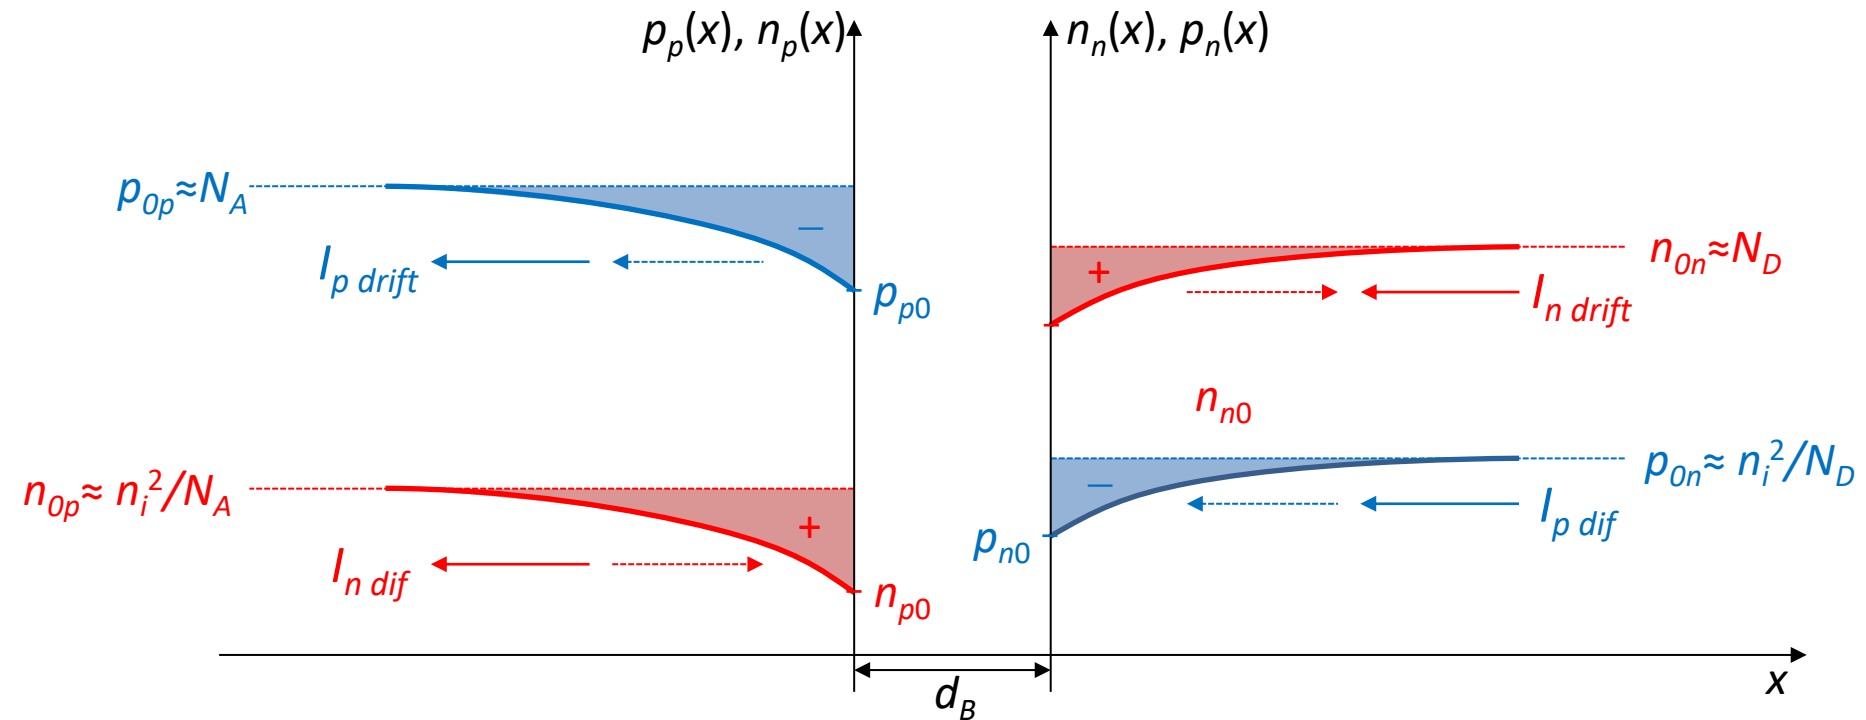 pp(x), np(x)
nn(x), pn(x)
p0p≈NA
–
Ip drift
pp0
+
n0n≈ND
In drift
nn0
n0p≈ ni²/NA
+
In dif
np0
p0n≈ ni²/ND
–
Ip dif
pn0
dB
x